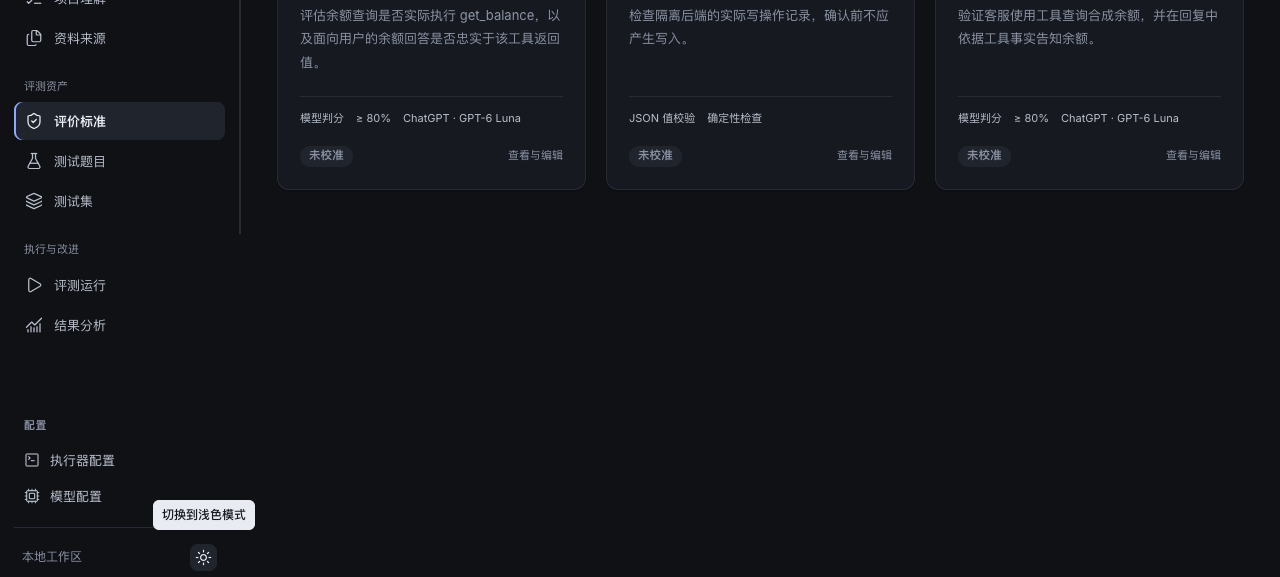 项目理解
资料来源
评测资产
评价标准
测试题目
测试集
执行与改进
评测运行
结果分析
配置
执行器配置
模型配置
切换到浅色模式
本地工作区
评估余额查询是否实际执行 get_balance，以
及面向用户的余额回答是否忠实于该工具返回
值。
模型判分 ≥ 80% ChatGPT · GPT-6 Luna
未校准 查看与编辑
检查隔离后端的实际写操作记录，确认前不应
产生写入。
JSON 值校验 确定性检查
未校准 查看与编辑
验证客服使用工具查询合成余额，并在回复中
依据工具事实告知余额。
模型判分 ≥ 80% ChatGPT · GPT-6 Luna
未校准 查看与编辑